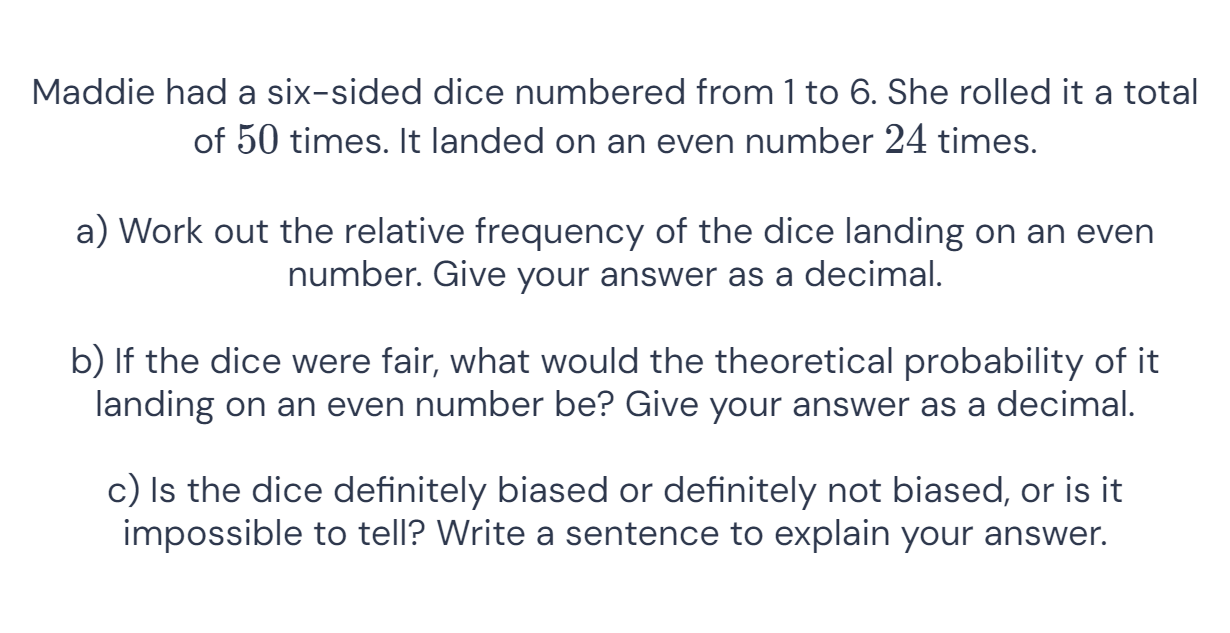 Maddie had a six-sided dice numbered from 1 to 6. She rolled it a total
of 50 times. It landed on an even number 24 times.
a) Work out the relative frequency of the dice landing on an even
number. Give your answer as a decimal.
b) If the dice were fair, what would the theoretical probability of it
landing on an even number be? Give your answer as a decimal.
c) Is the dice definitely biased or definitely not biased, or is it
impossible to tell? Write a sentence to explain your answer.